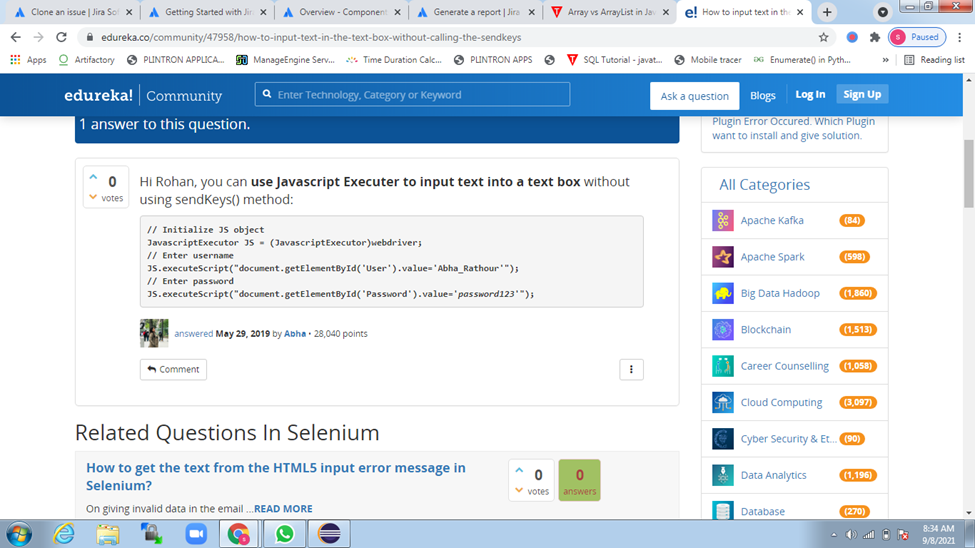 Clone an issue | Jira Sof
Getting Started with Jir
Overview - Component
Generate a report | Jira
Array vs ArrayList in Jav
How to input text in the
edureka.co/community/47958/how-to-input-text-in-the-text-box-without-calling-the-sendkeys
S Paused
Apps
Artifactory
PLINTRON APPLICA...
ManageEngine Serv...
Time Duration Calc...
PLINTRON APPS
SQL Tutorial - javat...
Mobile tracer
Enumerate() in Pyth...
»
Reading list
edureka! Community
Enter Technology, Category or Keyword
Ask a question
Blogs
Log In
Sign Up
1 answer to this question.
Plugin Error Occured. Which Plugin
want to install and give solution.
0
votes
Hi Rohan, you can use Javascript Executer to input text into a text box without
using sendKeys() method:
// Initialize JS object
JavascriptExecutor JS = (JavascriptExecutor)webdriver;
// Enter username
JS.executeScript("document.getElementById('User').value='Abha_Rathour'");
// Enter password
JS.executeScript("document.getElementById('Password').value='password123'");
answered May 29, 2019 by Abha • 28,040 points
Comment
Related Questions In Selenium
How to get the text from the HTML5 input error message in
Selenium?
0
votes
0
answers
On giving invalid data in the email ...READ MORE
All Categories
Apache Kafka (84)
Apache Spark (598)
Big Data Hadoop (1,860)
Blockchain (1,513)
Career Counselling (1,058)
Cloud Computing (3,097)
Cyber Security & Et... (90)
Data Analytics (1,196)
Database (270)
8:34 AM
9/8/2021